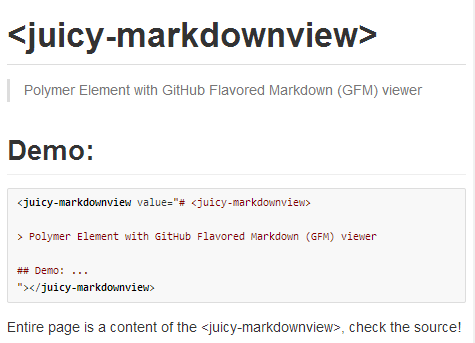 <juicy-markdownview>
Polymer Element with GitHub Flavored Markdown (GFM) viewer
Demo:
<juicy-markdownview value="# <juicy-markdownview>
> Polymer Element with GitHub Flavored Markdown (GFM) viewer
## Demo: ...
"></juicy-markdownview>
Entire page is a content of the <juicy-markdownview>, check the source!